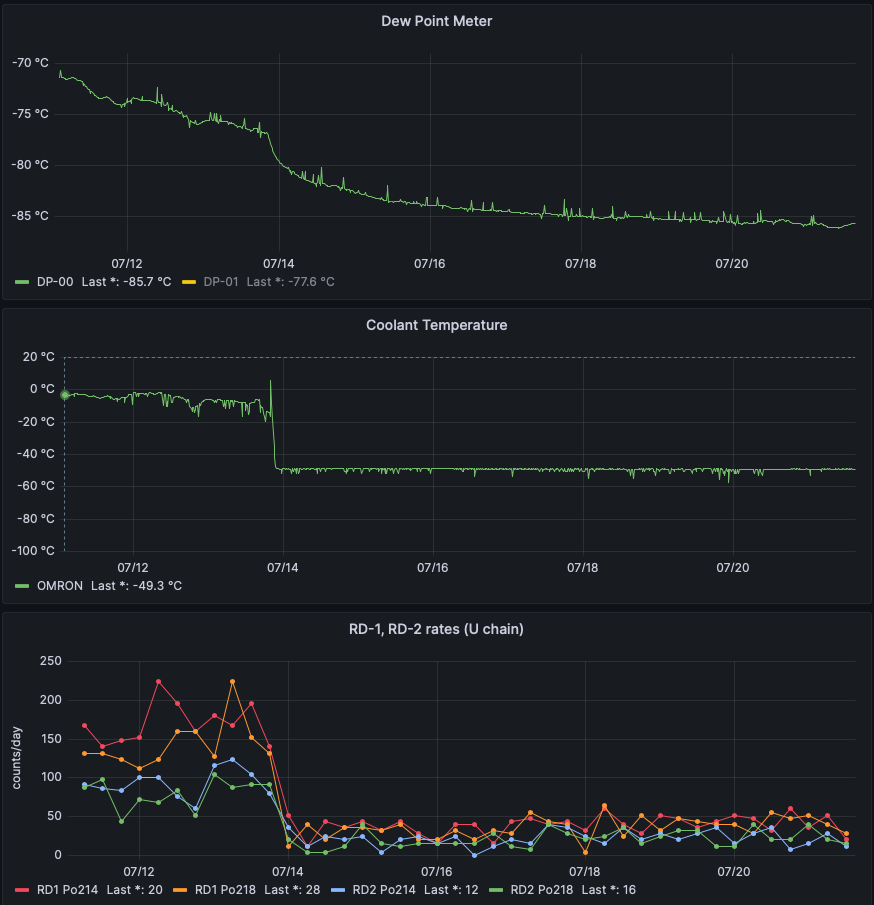 Dew Point Meter
-70 °C
-75 °C
-80 °C
-85 °C
07/12 07/14 07/16 07/18 07/20
DP-00 Last *: -85.7 °C DP-01 Last *: -77.6 °C
Coolant Temperature
20 °C
0 °C
-20 °C
-40 °C
-60 °C
-80 °C
-100 °C
07/12 07/14 07/16 07/18 07/20
OMRON Last *: -49.3 °C
RD-1, RD-2 rates (U chain)
counts/day
250
200
150
100
50
0
07/12 07/14 07/16 07/18 07/20
RD1 Po214 Last *: 20 RD1 Po218 Last *: 28 RD2 Po214 Last *: 12 RD2 Po218 Last *: 16